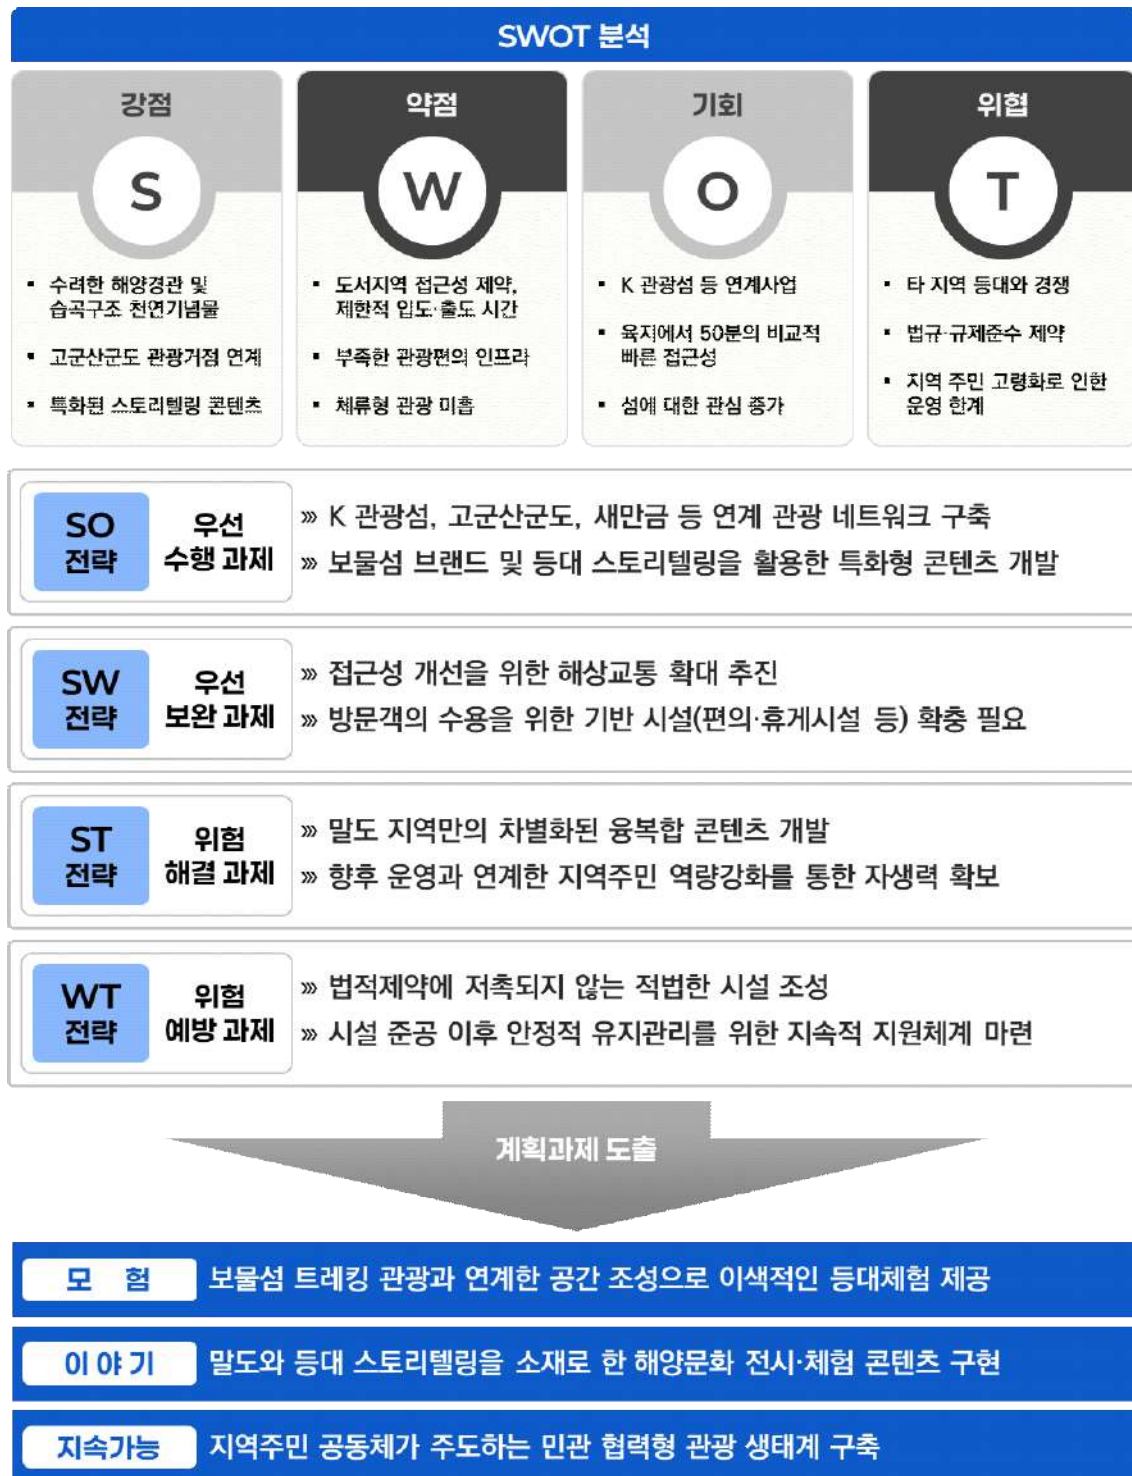 SWOT 분석
강점
S
▪ 수려한 해양경관 및
습곡구조 천연기념물
▪ 고군산군도 관광거점 연계
▪ 특화된 스토리텔링 콘텐츠
약점
W
▪ 도서지역 접근성 제약,
제한적 입도·출도 시간
▪ 부족한 관광편의 인프라
▪ 체류형 관광 미흡
기회
O
▪ K 관광섬 등 연계사업
▪ 육지에서 50분의 비교적
빠른 접근성
▪ 섬에 대한 관심 증가
위협
T
▪ 타 지역 등대와 경쟁
▪ 법규·규제준수 제약
▪ 지역 주민 고령화로 인한
운영 한계
SO
전략
우선
수행 과제
⋙ K 관광섬, 고군산군도, 새만금 등 연계 관광 네트워크 구축
⋙ 보물섬 브랜드 및 등대 스토리텔링을 활용한 특화형 콘텐츠 개발
SW
전략
우선
보완 과제
⋙ 접근성 개선을 위한 해상교통 확대 추진
⋙ 방문객의 수용을 위한 기반 시설(편의·휴게시설 등) 확충 필요
ST
전략
위험
해결 과제
⋙ 말도 지역만의 차별화된 융복합 콘텐츠 개발
⋙ 향후 운영과 연계한 지역주민 역량강화를 통한 자생력 확보
WT
전략
위험
예방 과제
⋙ 법적제약에 저촉되지 않는 적법한 시설 조성
⋙ 시설 준공 이후 안정적 유지관리를 위한 지속적 지원체계 마련
계획과제 도출
모 험 보물섬 트레킹 관광과 연계한 공간 조성으로 이색적인 등대체험 제공
이 야 기 말도와 등대 스토리텔링을 소재로 한 해양문화 전시·체험 콘텐츠 구현
지속가능 지역주민 공동체가 주도하는 민관 협력형 관광 생태계 구축